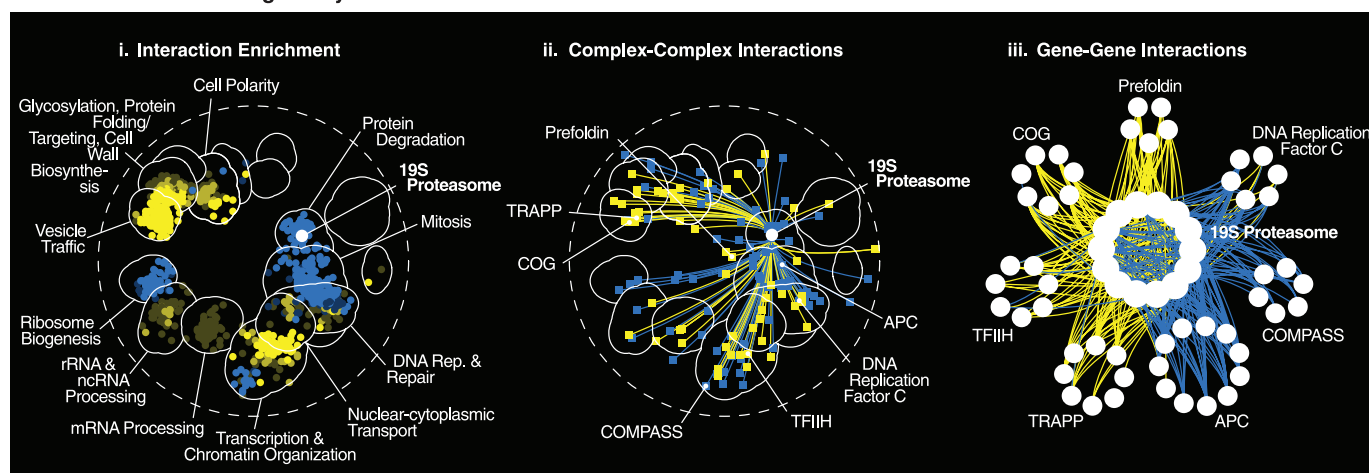 i. Interaction Enrichment
Cell Polarity
Glycosylation, Protein
Folding/
Targeting, Cell
Wall
Biosynthe-
sis
Protein
Degradation
19S
Proteasome
Mitosis
Vesicle
Traffic
Ribosome
Biogenesis
rRNA &
ncRNA
Processing
mRNA Processing
Transcription &
Chromatin Organization
Nuclear-cytoplasmic
Transport
DNA Rep. &
Repair
ii. Complex-Complex Interactions
Prefoldin
19S
Proteasome
TRAPP
COG
APC
DNA
Replication
Factor C
TFIIH
COMPASS
iii. Gene-Gene Interactions
Prefoldin
COG
DNA Replication
Factor C
19S Proteasome
TFIIH
COMPASS
TRAPP
APC